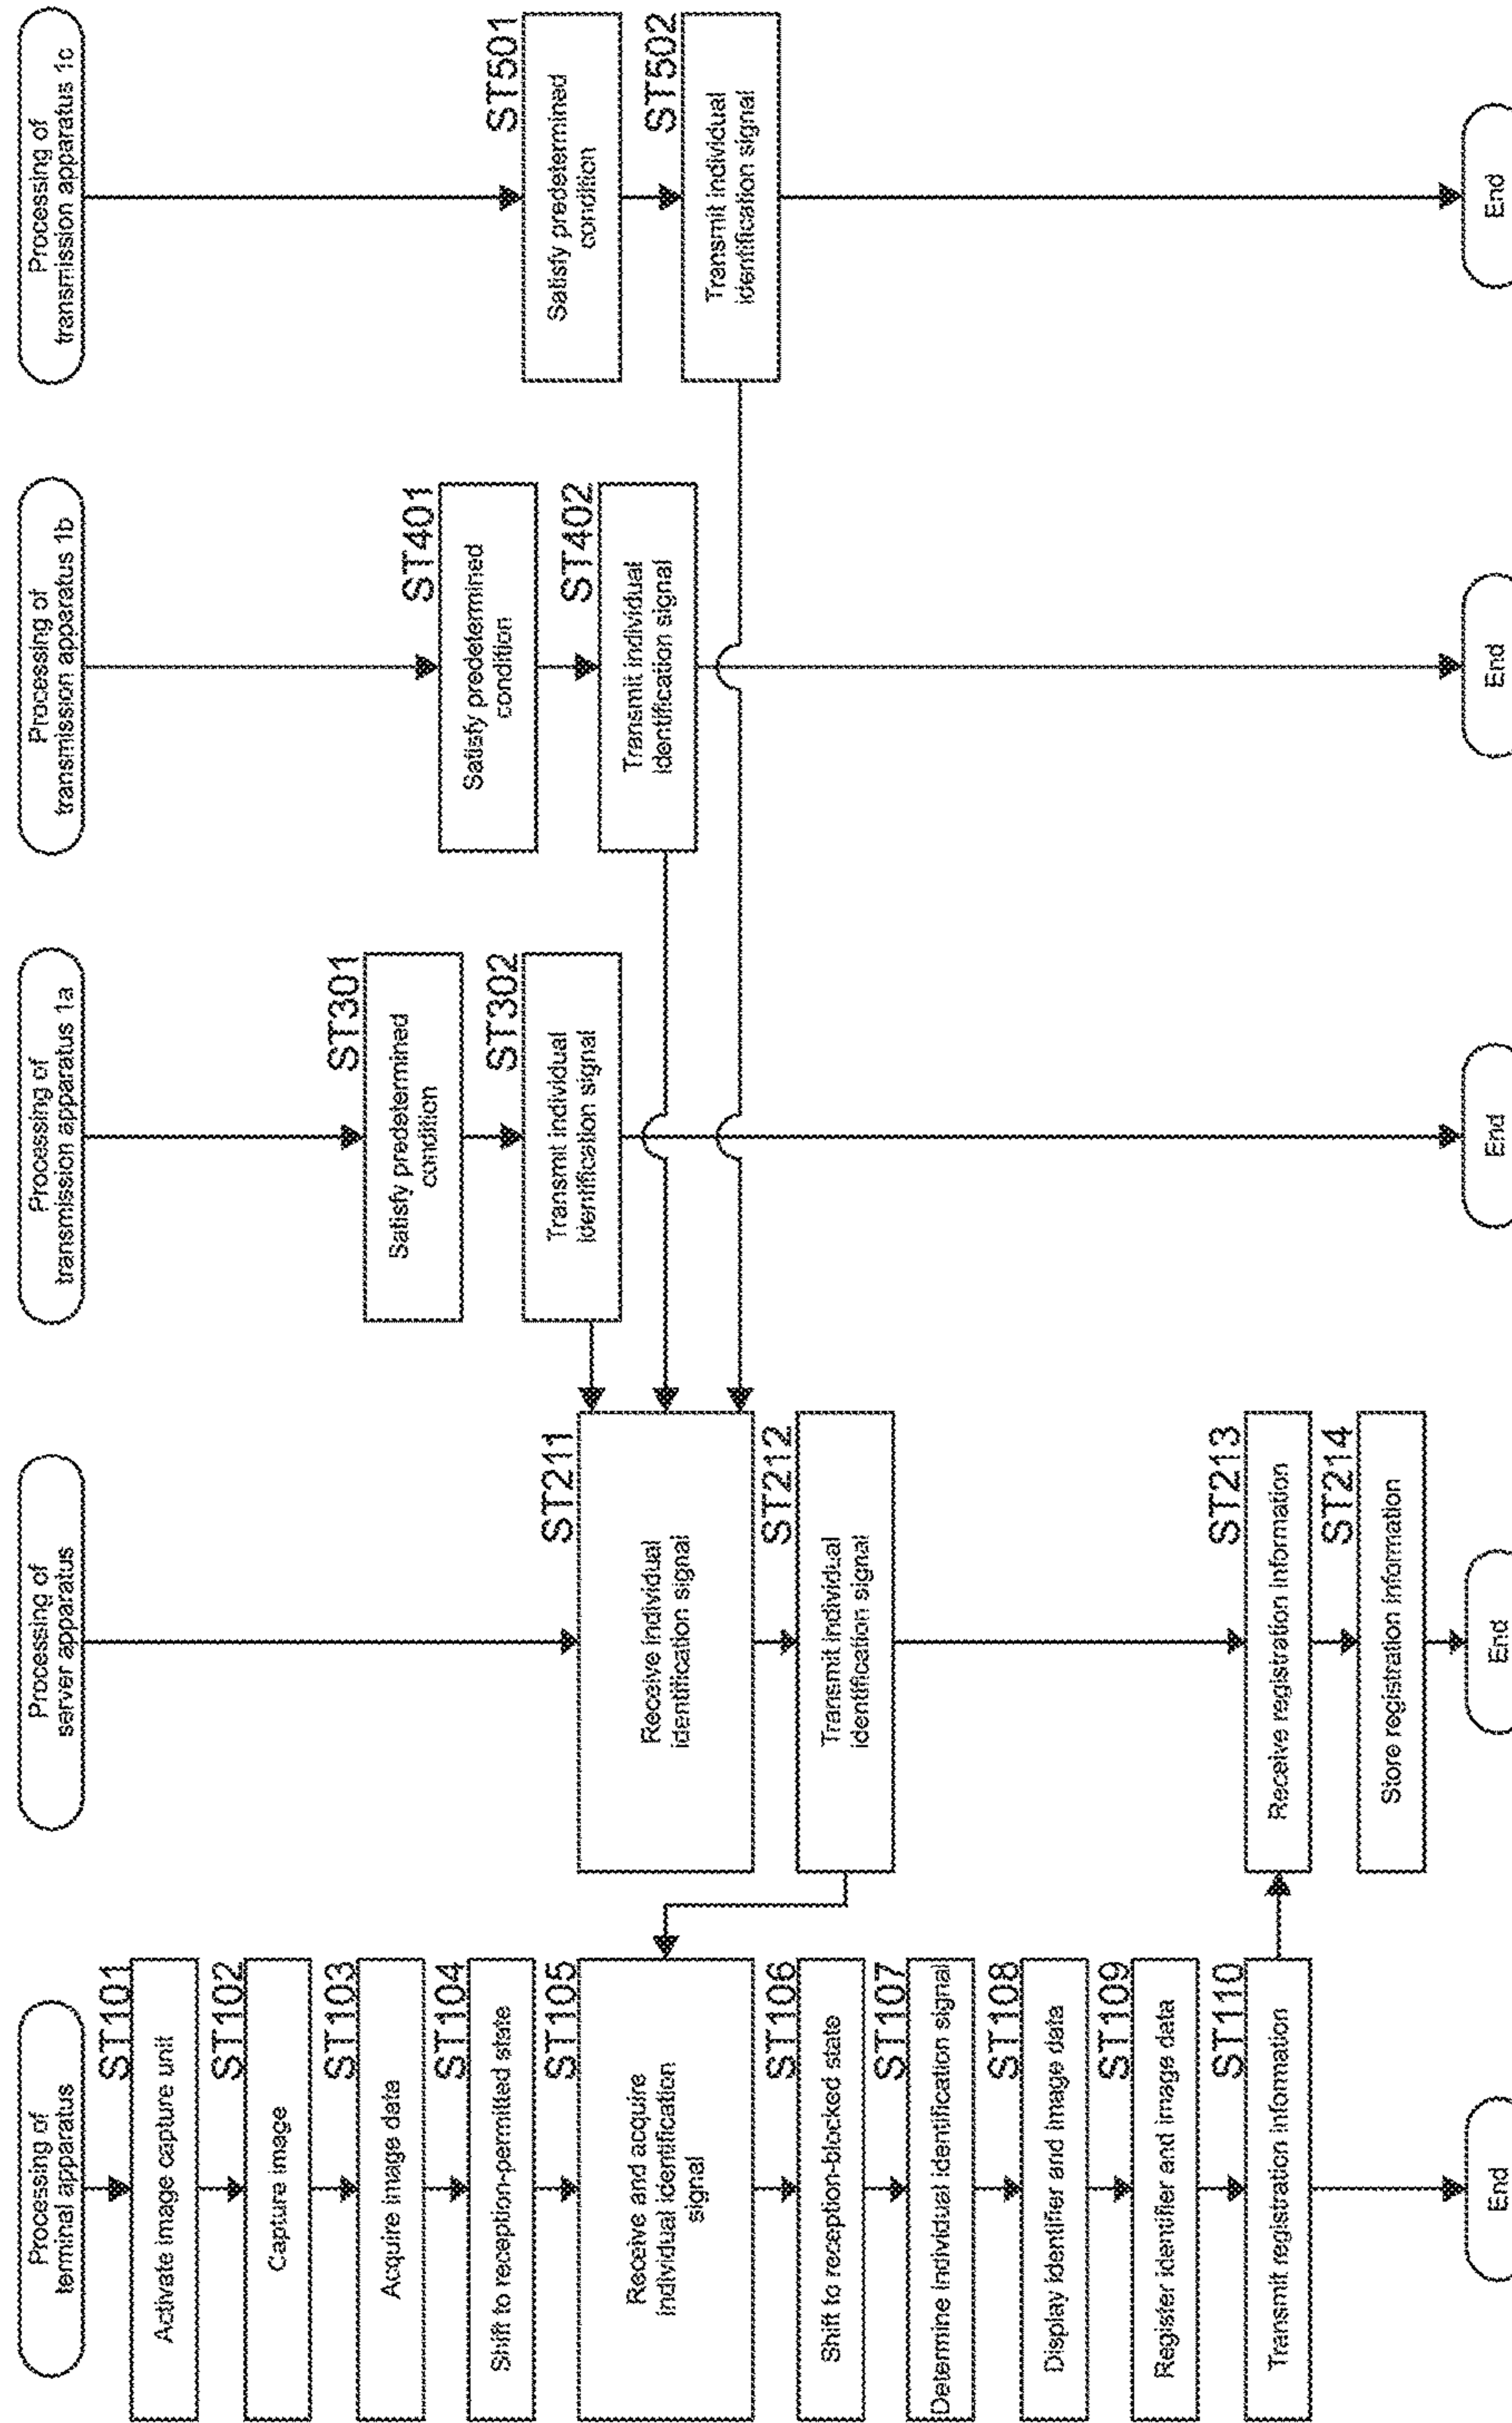 Processing of
terminal apparatus
ST101
Activate image capture unit
ST102
Capture image
ST103
Acquire image data
ST104
Shift to reception-permitted state
ST105
Receive and acquire
individual identification
signal
ST106
Shift to reception-blocked state
ST107
Determine individual identification signal
ST108
Display identifier and image data
ST109
Register identifier and image data
ST110
Transmit registration information
End
Processing of
server apparatus
ST211
Receive individual
identification signal
ST212
Transmit individual
identification signal
ST213
Receive registration information
ST214
Store registration information
End
Processing of
transmission apparatus 1a
ST301
Satisfy predetermined
condition
ST302
Transmit individual
identification signal
End
Processing of
transmission apparatus 1b
ST401
Satisfy predetermined
condition
ST402
Transmit individual
identification signal
End
Processing of
transmission apparatus 1c
ST501
Satisfy predetermined
condition
ST502
Transmit individual
identification signal
End